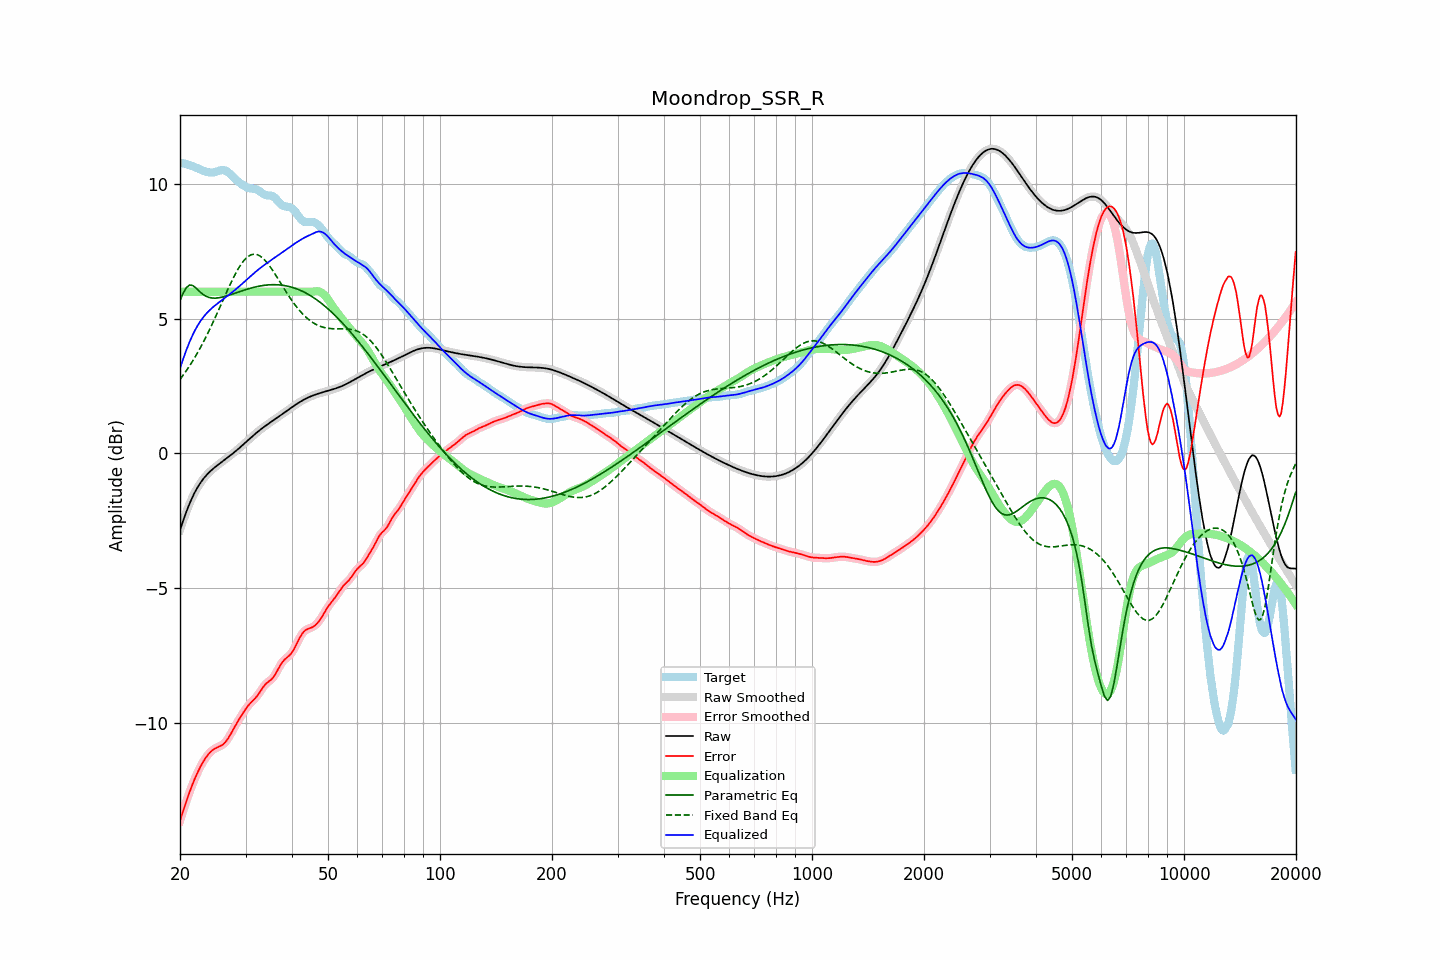 Moondrop_SSR_R
Amplitude (dBr)
10
5
0
−5
−10
Target
Raw Smoothed
Error Smoothed
Raw
Error
Equalization
Parametric Eq
Fixed Band Eq
Equalized
20 50 100 200 500 1000 2000 5000 10000 20000
Frequency (Hz)